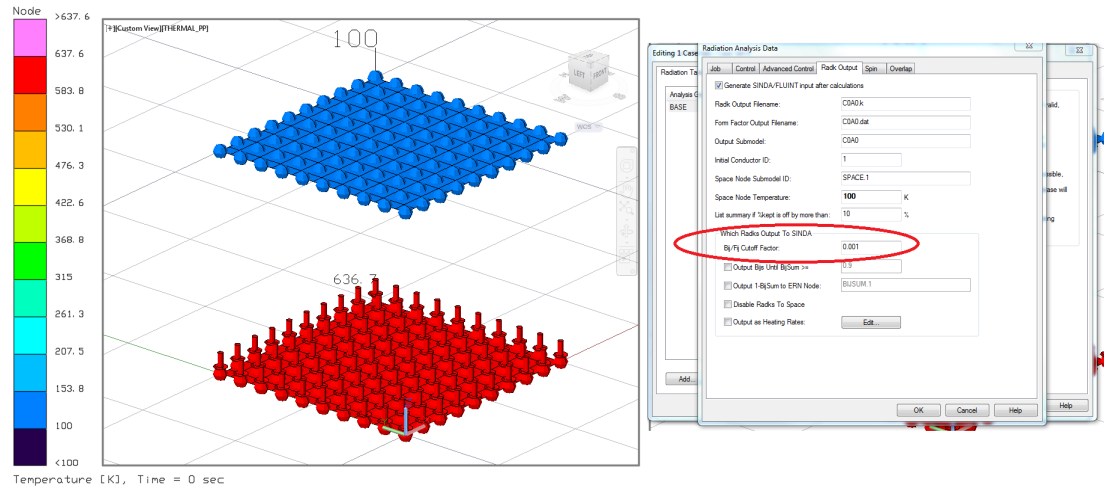 Node
>637.6
637.6
583.8
530.1
476.3
422.6
368.8
315
261.3
207.5
153.8
100
<100
Temperature [K], Time = 0 sec
[+][Custom View][THERMAL_PP]
100
636.7
LEFT
FRONT
WCS
Editing 1 Case
Radiation Ta
Analysis G
BASE
Add...
Radiation Analysis Data
Job Control Advanced Control Radk Output Spin Overlap
Generate SINDA/FLUINT input after calculations
Radk Output Filename: C0A0.k
Form Factor Output Filename: C0A0.dat
Output Submodel: C0A0
Initial Conductor ID: 1
Space Node Submodel ID: SPACE.1
Space Node Temperature: 100 K
List summary if %kept is off by more than: 10 %
Which Radks Output To SINDA
Bij/Fij Cutoff Factor: 0.001
Output Bijs Until BijSum >= 0.9
Output 1-BijSum to ERN Node: BIJSUM.1
Disable Radks To Space
Output as Heating Rates: Edit...
OK Cancel Help
valid,
ssible,
ase will
ng
Help